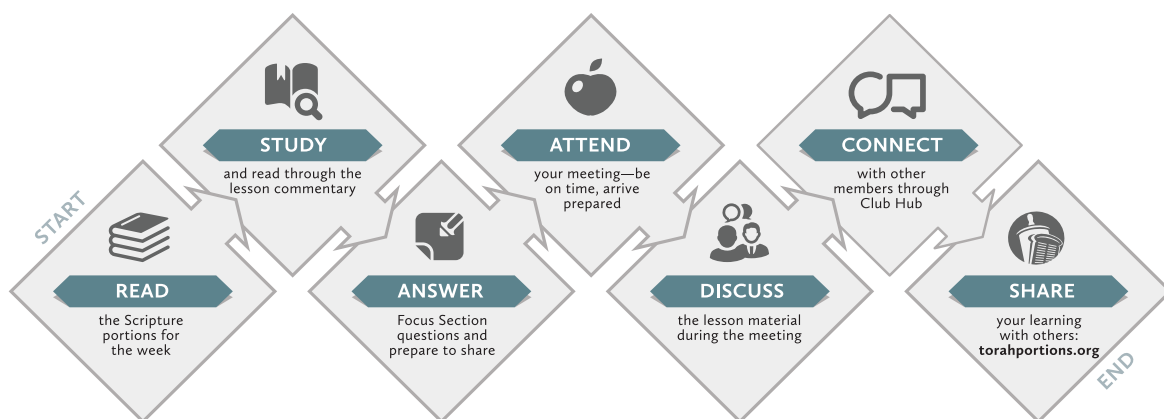 START
READ
the Scripture
portions for
the week
STUDY
and read through the
lesson commentary
ANSWER
Focus Section
questions and
prepare to share
ATTEND
your meeting—be
on time, arrive
prepared
DISCUSS
the lesson material
during the meeting
CONNECT
with other
members through
Club Hub
SHARE
your learning
with others:
torahportions.org
END